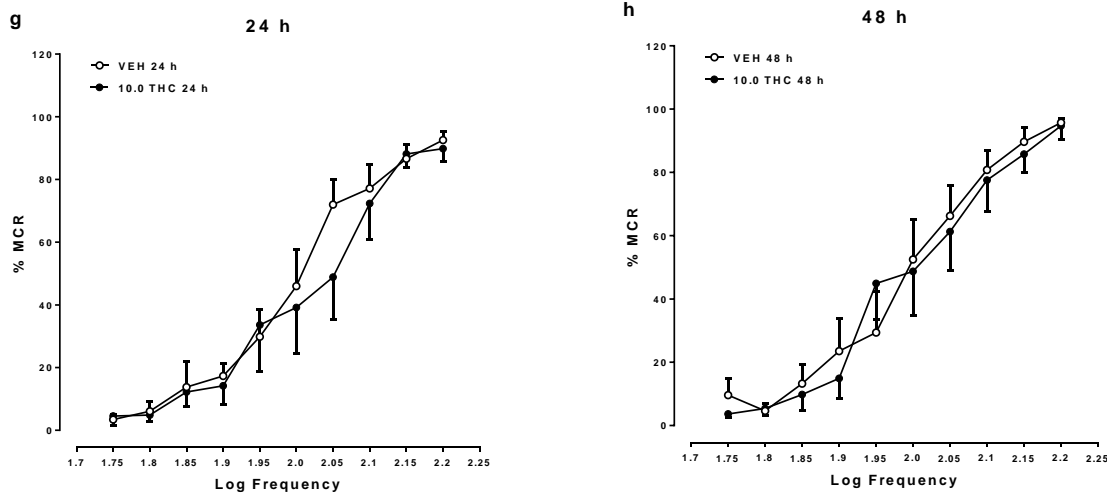 g
24 h
VEH 24 h
10.0 THC 24 h
120
100
80
60
40
20
0
% MCR
1.7 1.75 1.8 1.85 1.9 1.95 2.0 2.05 2.1 2.15 2.2 2.25
Log Frequency
h
48 h
VEH 48 h
10.0 THC 48 h
120
100
80
60
40
20
0
% MCR
1.7 1.75 1.8 1.85 1.9 1.95 2.0 2.05 2.1 2.15 2.2 2.25
Log Frequency